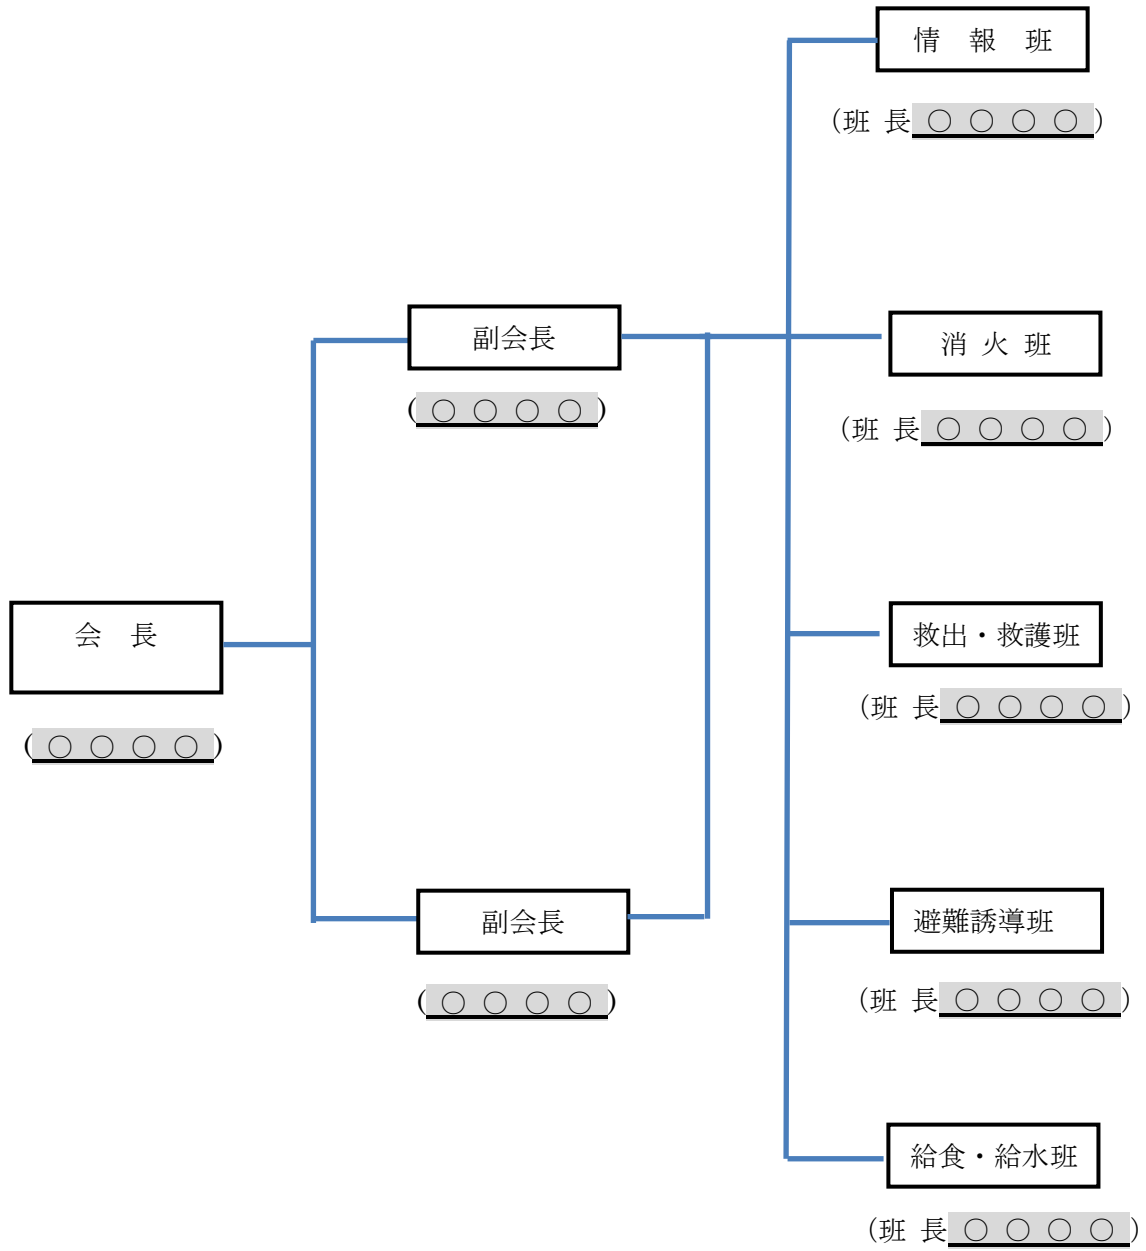 情　報　班
(班 長 〇 〇 〇 〇 )
副会長
( 〇 〇 〇 〇 )
消 火 班
(班 長 〇 〇 〇 〇 )
会　長
( 〇 〇 〇 〇 )
救出・救護班
(班 長 〇 〇 〇 〇 )
副会長
( 〇 〇 〇 〇 )
避難誘導班
(班 長 〇 〇 〇 〇 )
給食・給水班
(班 長 〇 〇 〇 〇 )